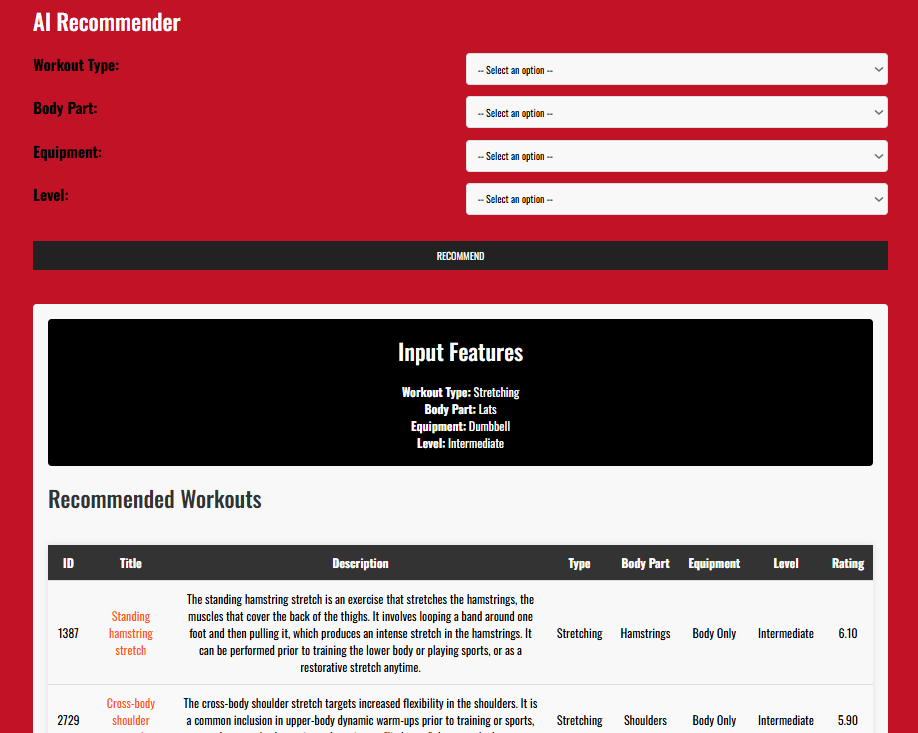 AI Recommender
Workout Type:
-- Select an option --
Body Part:
-- Select an option --
Equipment:
-- Select an option --
Level:
-- Select an option --
RECOMMEND
Input Features
Workout Type: Stretching
Body Part: Lats
Equipment: Dumbbell
Level: Intermediate
Recommended Workouts
ID Title Description Type Body Part Equipment Level Rating
The standing hamstring stretch is an exercise that stretches the hamstrings, the
Standing muscles that cover the back of the thighs. It involves looping a band around one
1387 hamstring foot and then pulling it, which produces an intense stretch in the hamstrings. It Stretching Hamstrings Body Only Intermediate 6.10
stretch can be performed prior to training the lower body or playing sports, or as a
restorative stretch anytime.
Cross-body The cross-body shoulder stretch targets increased flexibility in the shoulders. It is
2729 shoulder a common inclusion in upper-body dynamic warm-ups prior to training or sports, Stretching Shoulders Body Only Intermediate 5.90